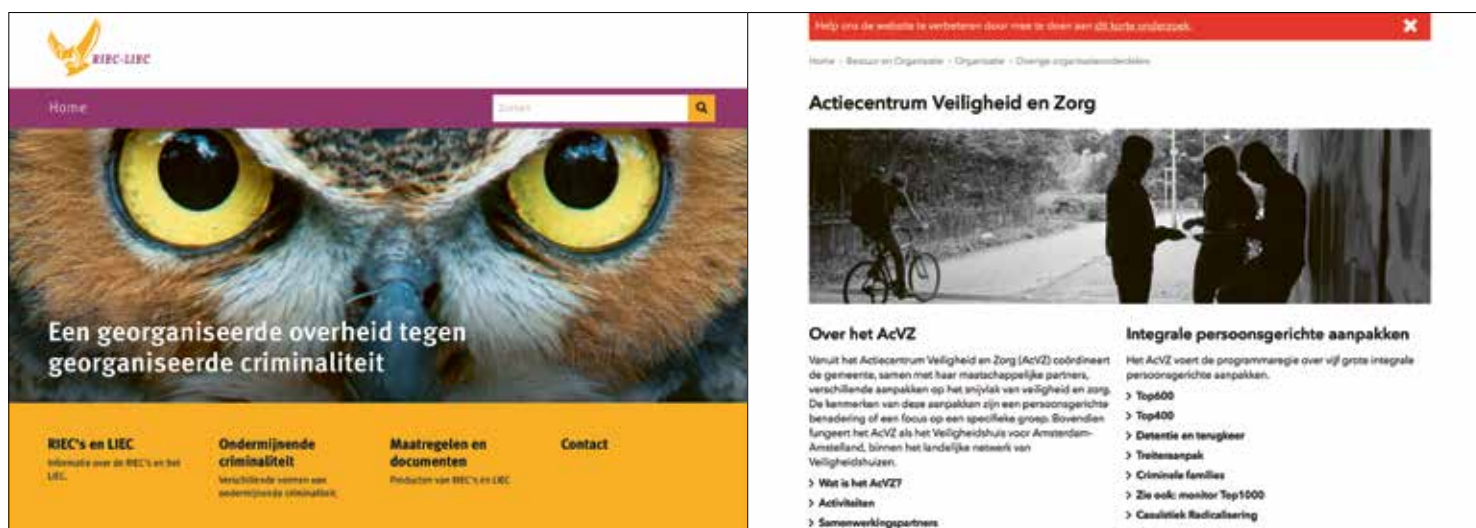 RIEC-LIEC
Home
Zoeken
Een georganiseerde overheid tegen
georganiseerde criminaliteit
RIEC's en LIEC
Informatie over de RIEC's en het
LIEC.
Ondermijnende
criminaliteit
Verschillende vormen van
ondermijnende criminaliteit.
Maatregelen en
documenten
Producten van RIEC's en LIEC
Contact
Help ons de website te verbeteren door mee te doen aan dit korte onderzoek.
Home > Bestuur en Organisatie > Organisatie > Overige organisatieonderdelen
Actiecentrum Veiligheid en Zorg
Over het AcVZ
Vanuit het Actiecentrum Veiligheid en Zorg (AcVZ) coördineert
de gemeente, samen met haar maatschappelijke partners,
verschillende aanpakken op het snijvlak van veiligheid en zorg.
De kenmerken van deze aanpakken zijn een persoonsgerichte
benadering of een focus op een specifieke groep. Bovendien
fungeert het AcVZ als het Veiligheidshuis voor Amsterdam-
Amstelland, binnen het landelijke netwerk van
Veiligheidshuizen.
> Wat is het AcVZ?
> Activiteiten
> Samenwerkingspartners
Integrale persoonsgerichte aanpakken
Het AcVZ voert de programmaregie over vijf grote integrale
persoonsgerichte aanpakken.
> Top600
> Top400
> Detentie en terugkeer
> Treiteraanpak
> Criminele families
> Zie ook: monitor Top1000
> Casuïstiek Radicalisering